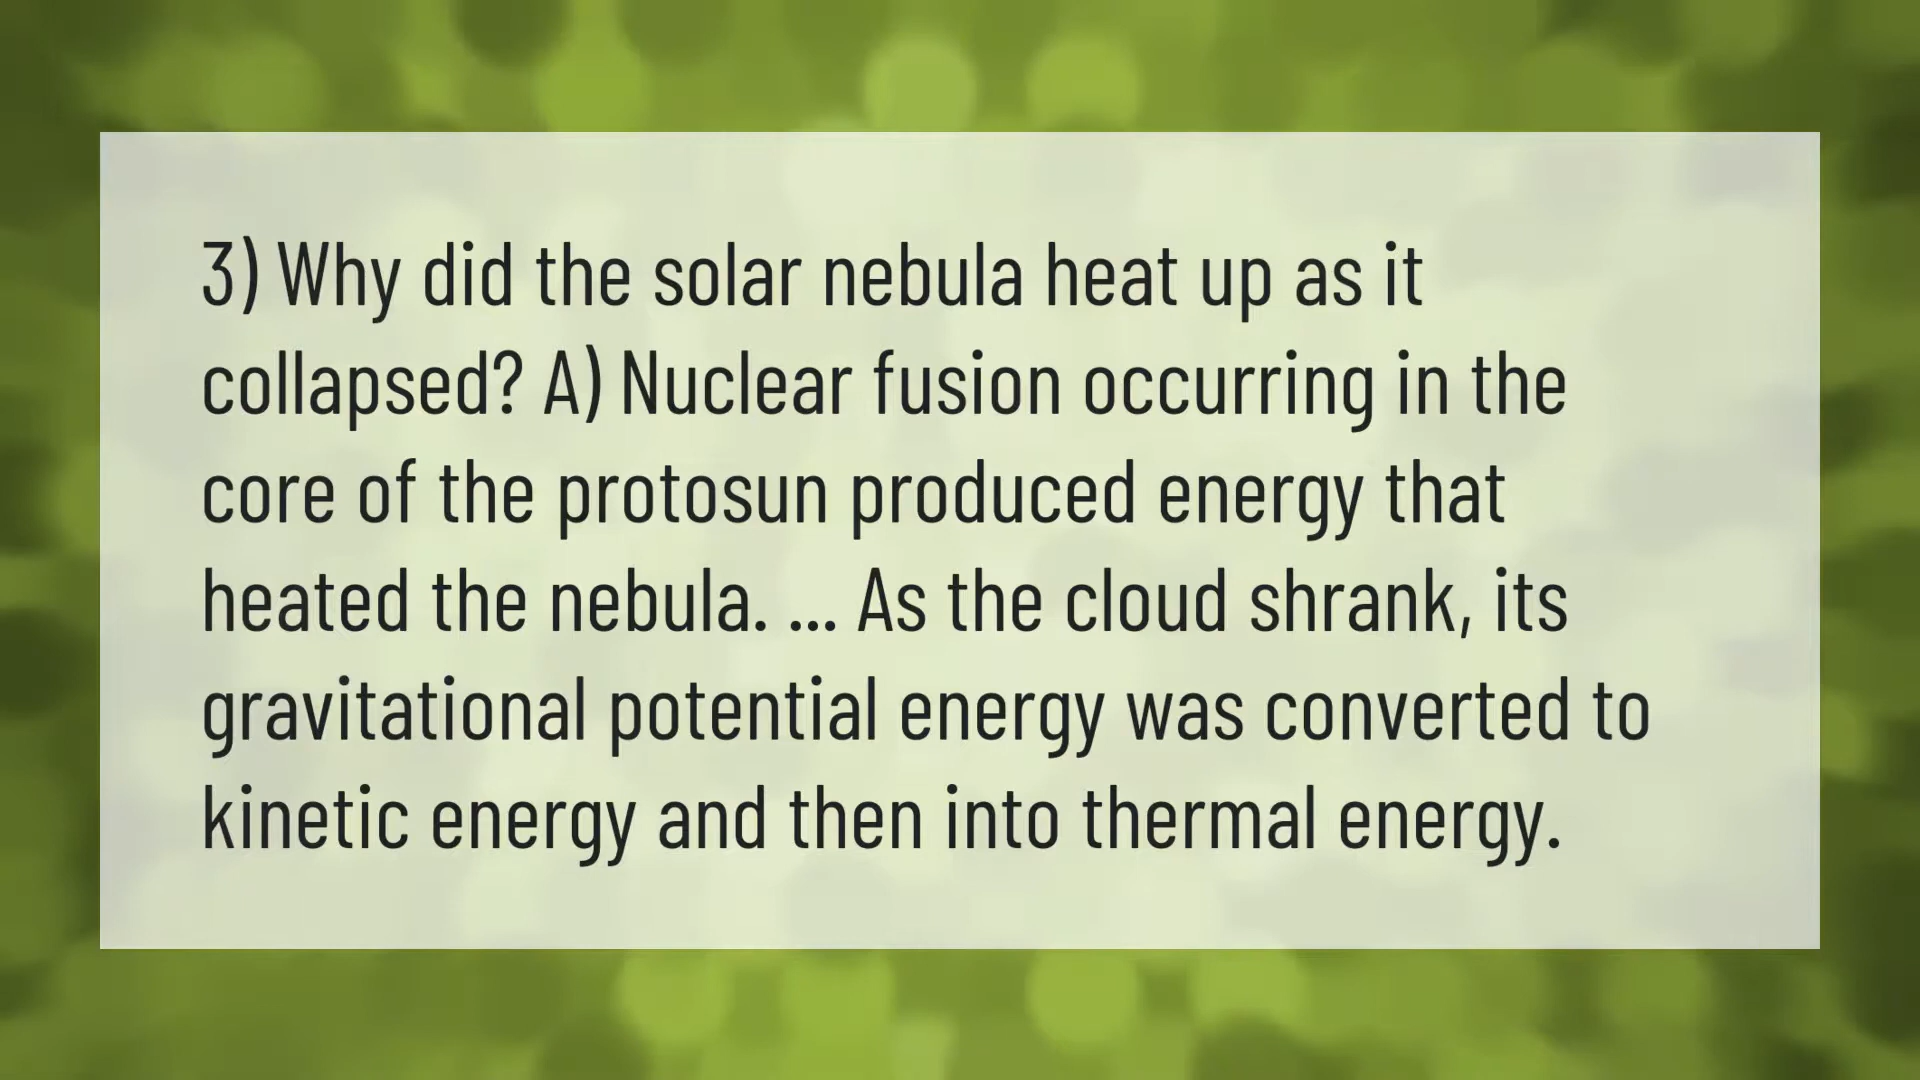 3) Why did the solar nebula heat up as it
collapsed? A) Nuclear fusion occurring in the
core of the protosun produced energy that
heated the nebula. ... As the cloud shrank, its
gravitational potential energy was converted to
kinetic energy and then into thermal energy.